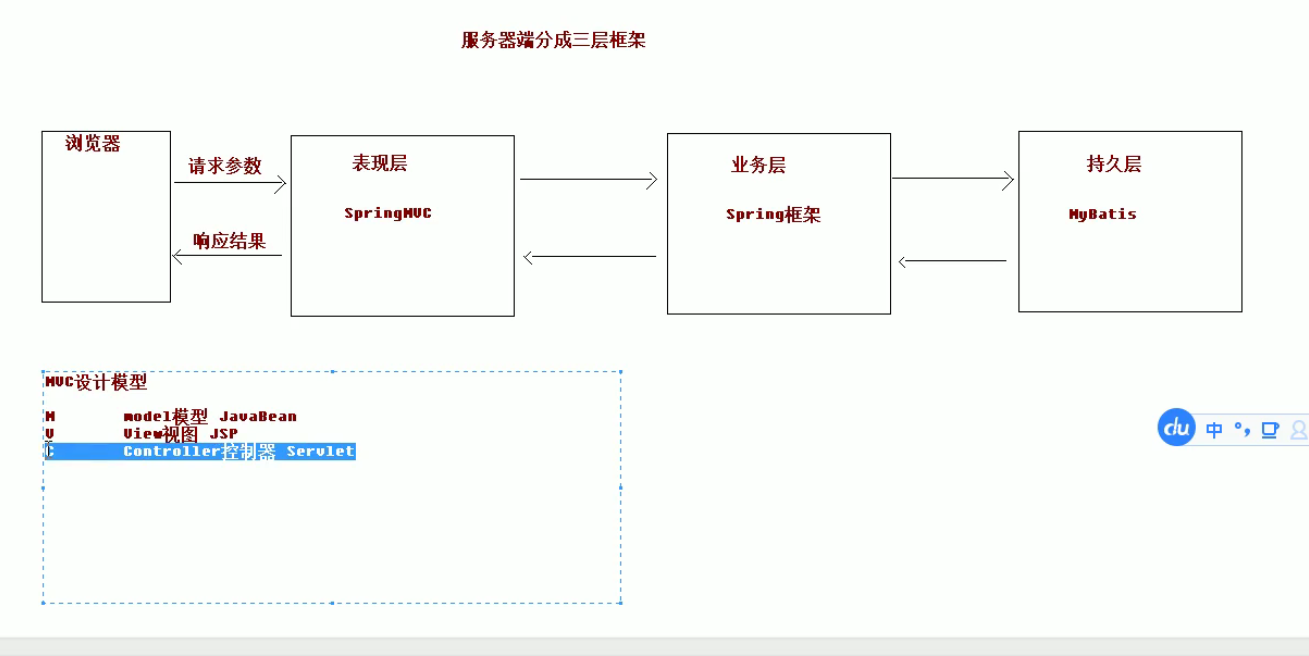 服务器端分成三层框架
浏览器
请求参数
响应结果
表现层
SpringMVC
业务层
Spring框架
持久层
MyBatis
MVC设计模型
M model模型 JavaBean
V View视图 JSP
C Controller控制器 Servlet
du 中 °,